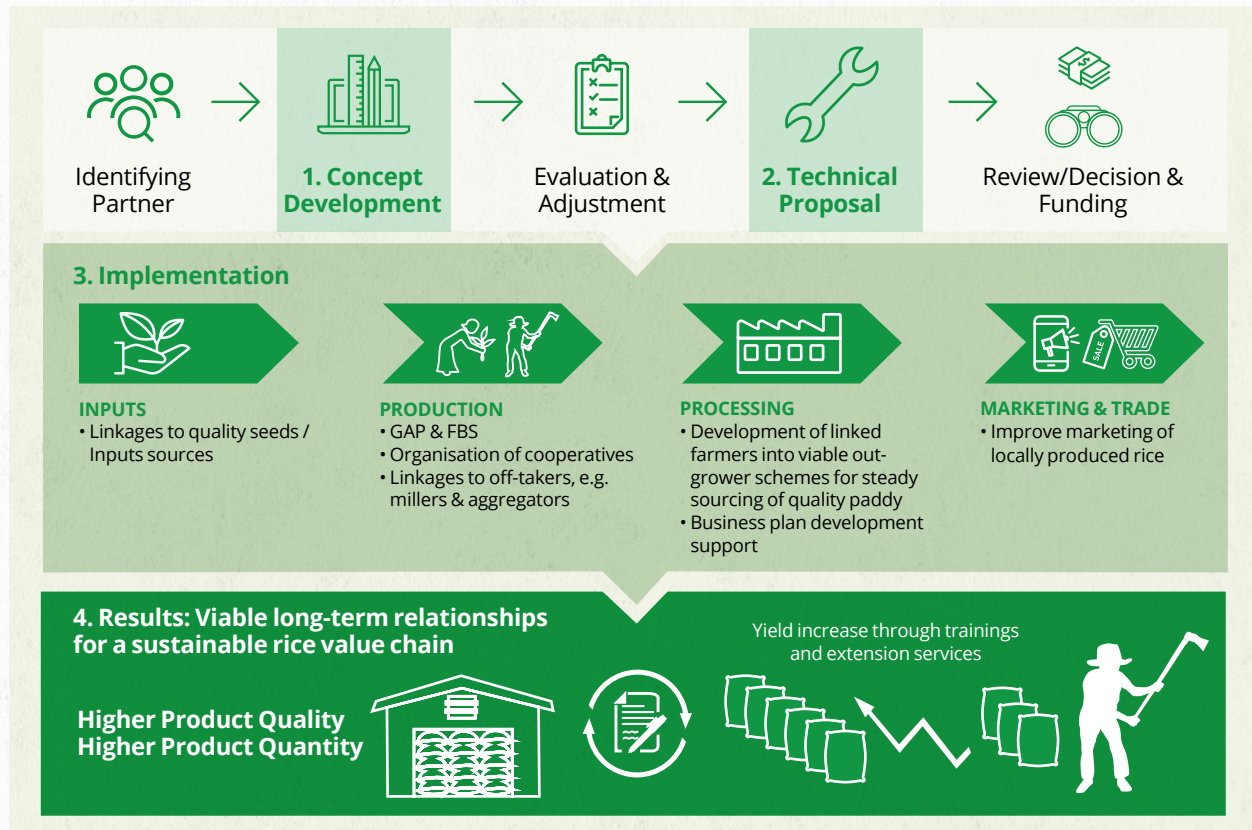 Identifying
Partner
1. Concept
Development
Evaluation &
Adjustment
2. Technical
Proposal
$
Review/Decision &
Funding
3. Implementation
SALE
INPUTS
• Linkages to quality seeds /
Inputs sources
PRODUCTION
• GAP & FBS
• Organisation of cooperatives
• Linkages to off-takers, e.g.
millers & aggregators
PROCESSING
• Development of linked
farmers into viable out-
grower schemes for steady
sourcing of quality paddy
• Business plan development
support
MARKETING & TRADE
• Improve marketing of
locally produced rice
4. Results: Viable long-term relationships
for a sustainable rice value chain
Higher Product Quality
Higher Product Quantity
Yield increase through trainings
and extension services